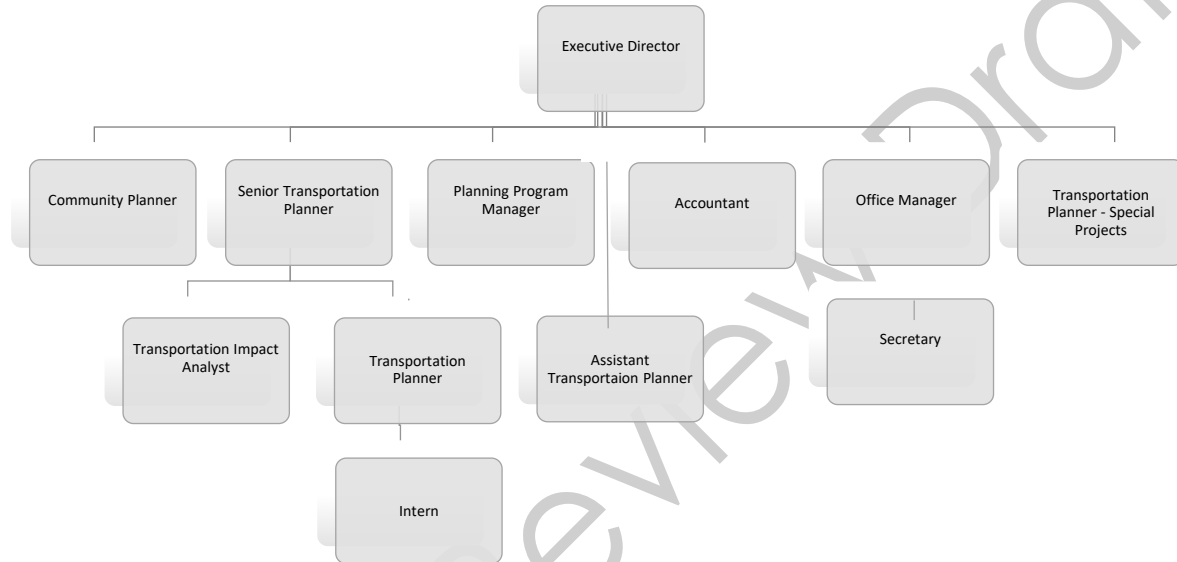 Executive Director
Community Planner
Senior Transportation
Planner
Planning Program
Manager
Accountant
Office Manager
Transportation
Planner - Special
Projects
Transportation Impact
Analyst
Transportation
Planner
Assistant
Transportaion Planner
Secretary
Intern